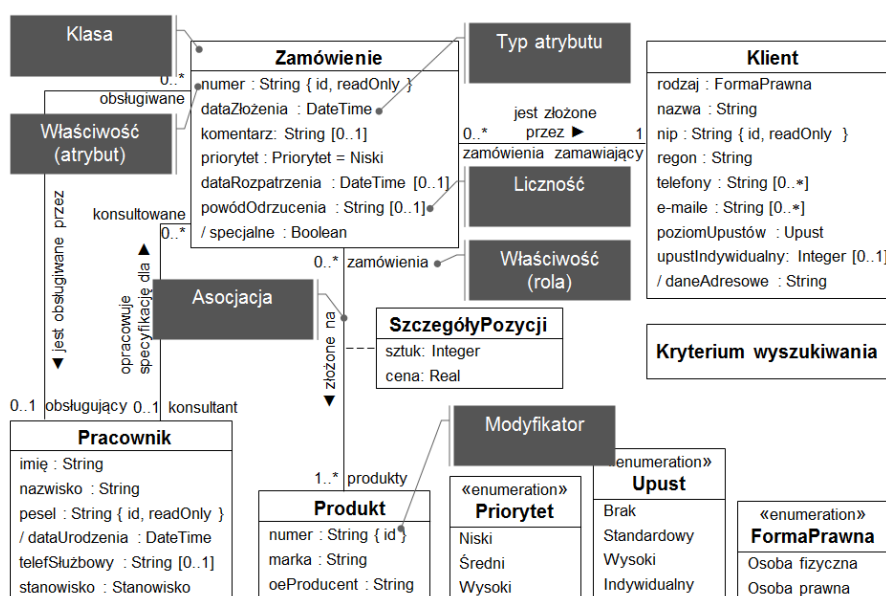 Klasa
Zamówienie
numer : String { id, readOnly }
dataZłożenia : DateTime
komentarz: String [0..1]
priorytet : Priorytet = Niski
dataRozpatrzenia : DateTime [0..1]
powódOdrzucenia : String [0..1]
/ specjalne : Boolean
Typ atrybutu
Klient
rodzaj : FormaPrawna
nazwa : String
nip : String { id, readOnly }
regon : String
telefony : String [0..*]
e-maile : String [0..*]
poziomUpustów : Upust
upustIndywidualny: Integer [0..1]
/ daneAdresowe : String
0..*
obsługiwane
Właściwość
(atrybut)
jest złożone
przez ►
0..*
1
zamówienia
zamawiający
Liczność
konsultowane
0..*
◄ jest obsługiwane przez
opracowuje
specyfikację dla ►
0..* zamówienia
Właściwość
(rola)
Asocjacja
◄ złożone na
SzczegółyPozycji
sztuk: Integer
cena: Real
Kryterium wyszukiwania
0..1 obsługujący
0..1 konsultant
Modyfikator
Pracownik
imię : String
nazwisko : String
pesel : String { id, readOnly }
/ dataUrodzenia : DateTime
telefSłużbowy : String [0..1]
stanowisko : Stanowisko
1..* produkty
Produkt
numer : String { id }
marka : String
oeProducent : String
«enumeration»
Priorytet
Niski
Średni
Wysoki
«enumeration»
Upust
Brak
Standardowy
Wysoki
Indywidualny
«enumeration»
FormaPrawna
Osoba fizyczna
Osoba prawna